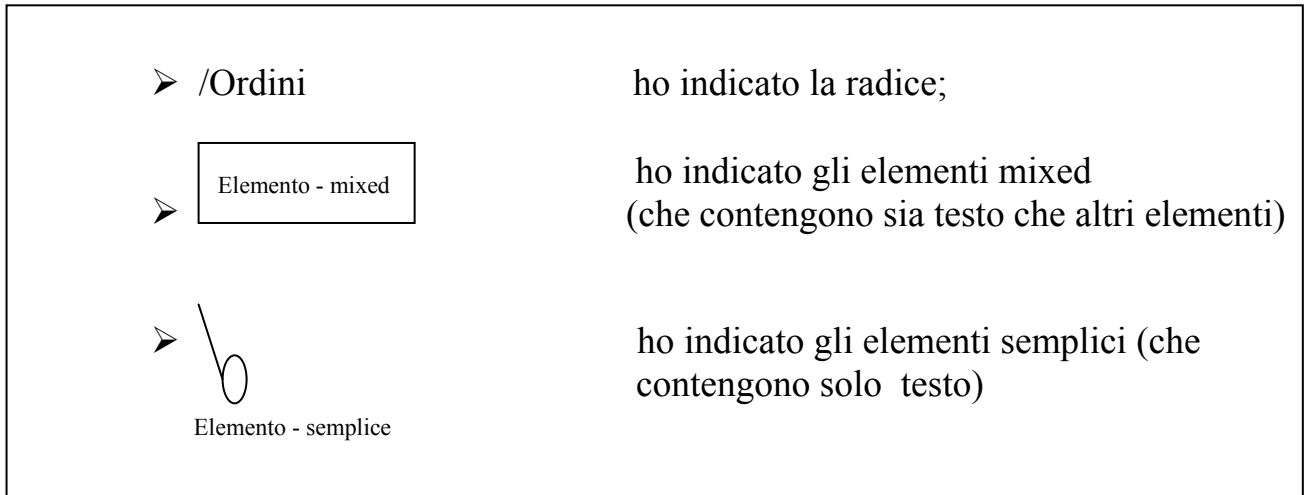 ➢ /Ordini ho indicato la radice;
Elemento - mixed
➢ ho indicato gli elementi mixed
(che contengono sia testo che altri elementi)
➢ ho indicato gli elementi semplici (che
contengono solo testo)
Elemento - semplice